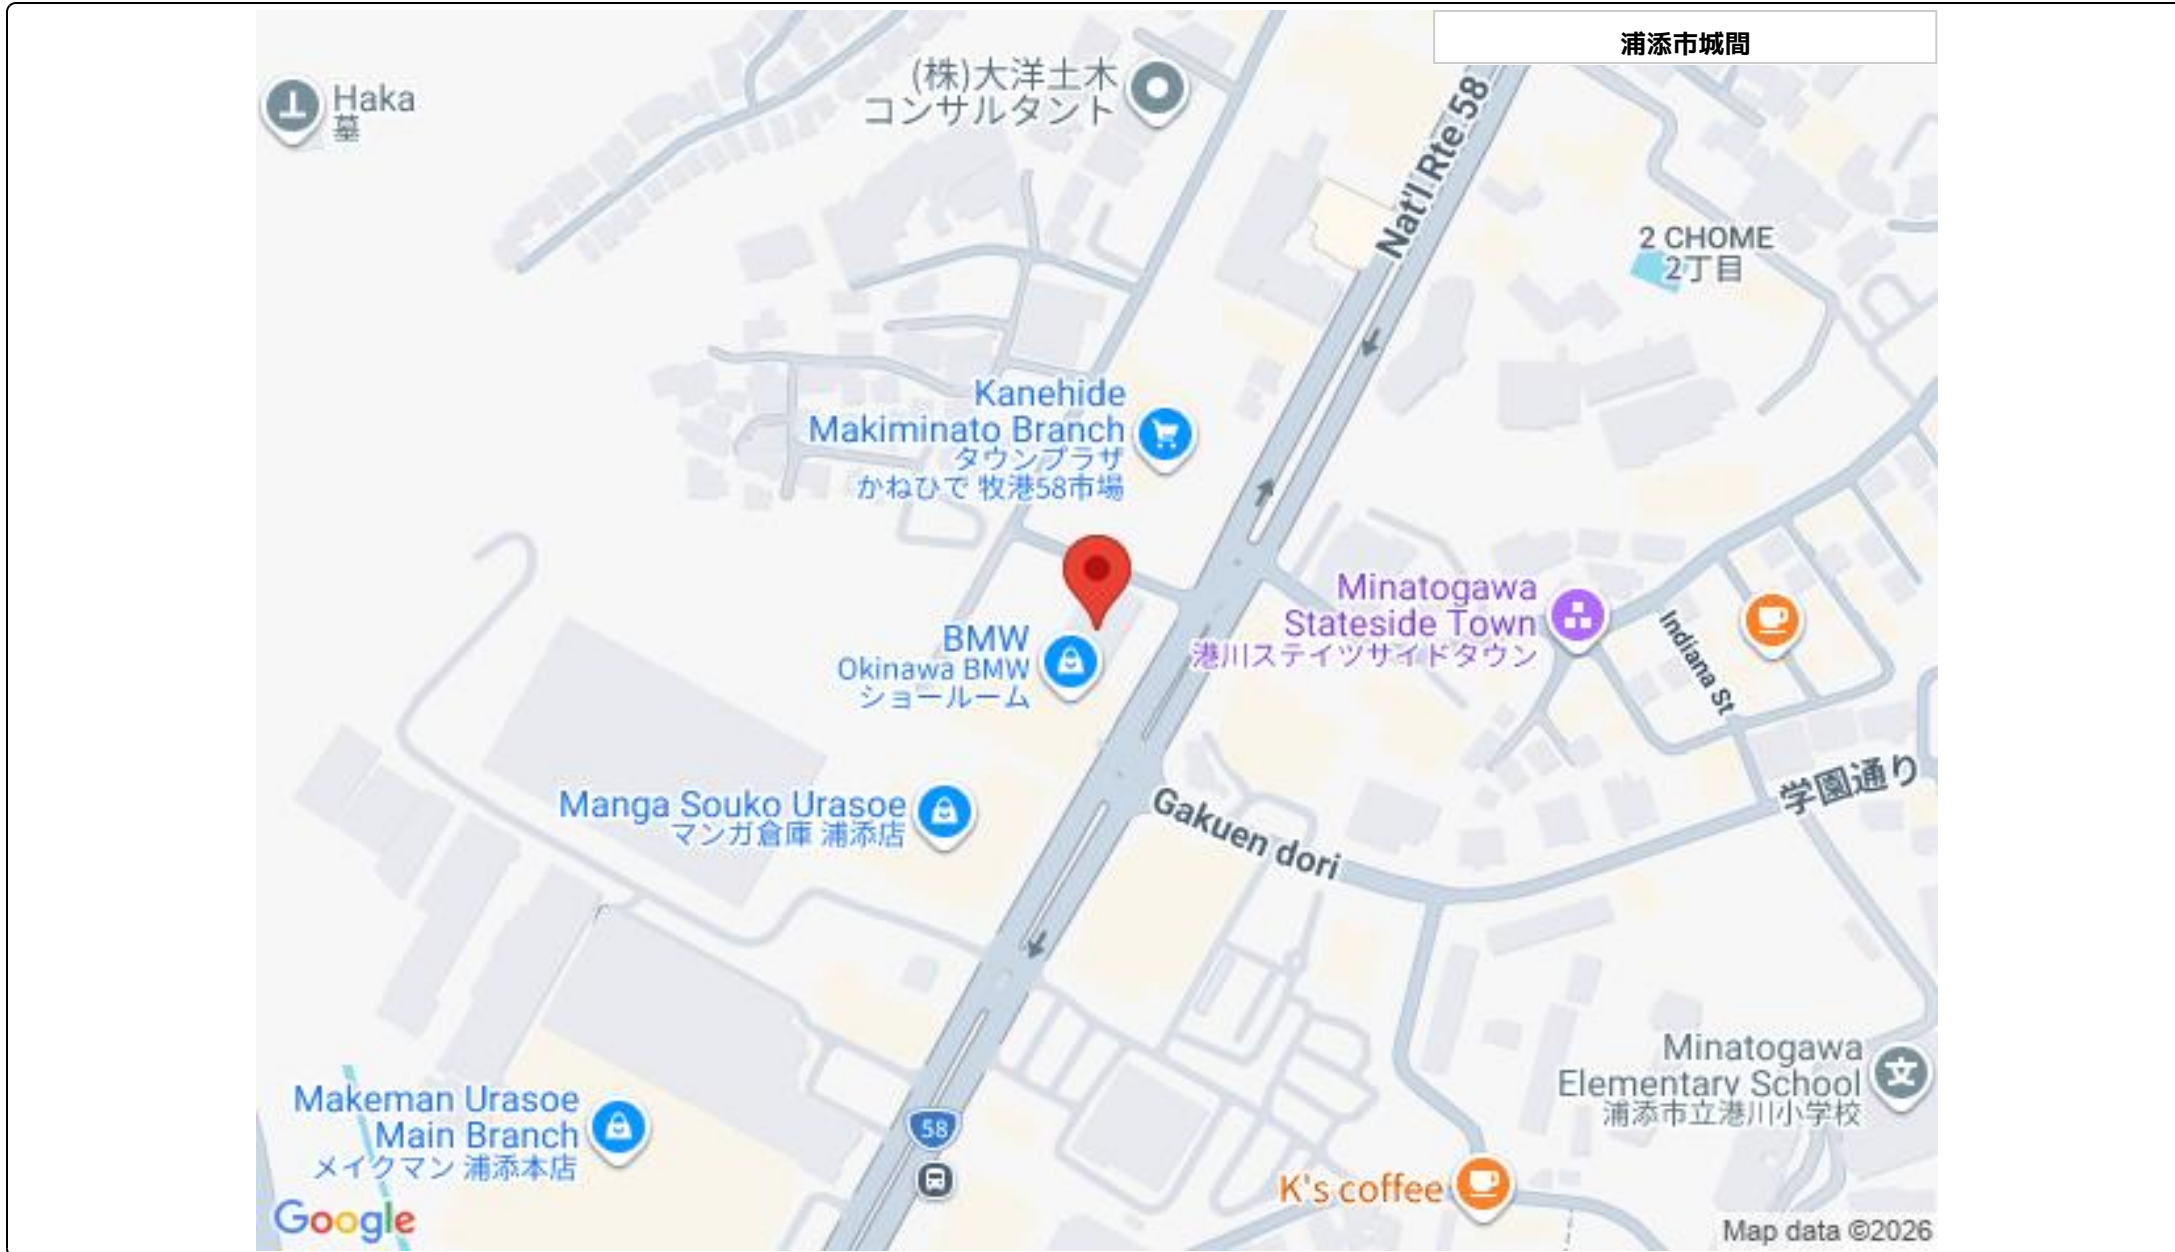 浦添市城間
Haka
墓
(株)大洋土木
コンサルタント
Nat'l Rte 58
2 CHOME
2丁目
Kanehide
Makiminato Branch
タウンプラザ
かねひで 牧港58市場
Minatogawa
Stateside Town
港川ステイツサイドタウン
Indiana St
BMW
Okinawa BMW
ショールーム
学園通り
Manga Souko Urasoe
マンガ倉庫 浦添店
Gakuen dori
Minatogawa
Elementary School
浦添市立港川小学校
Makeman Urasoe
Main Branch
メイクマン 浦添本店
58
K's coffee
Google
Map data ©2026